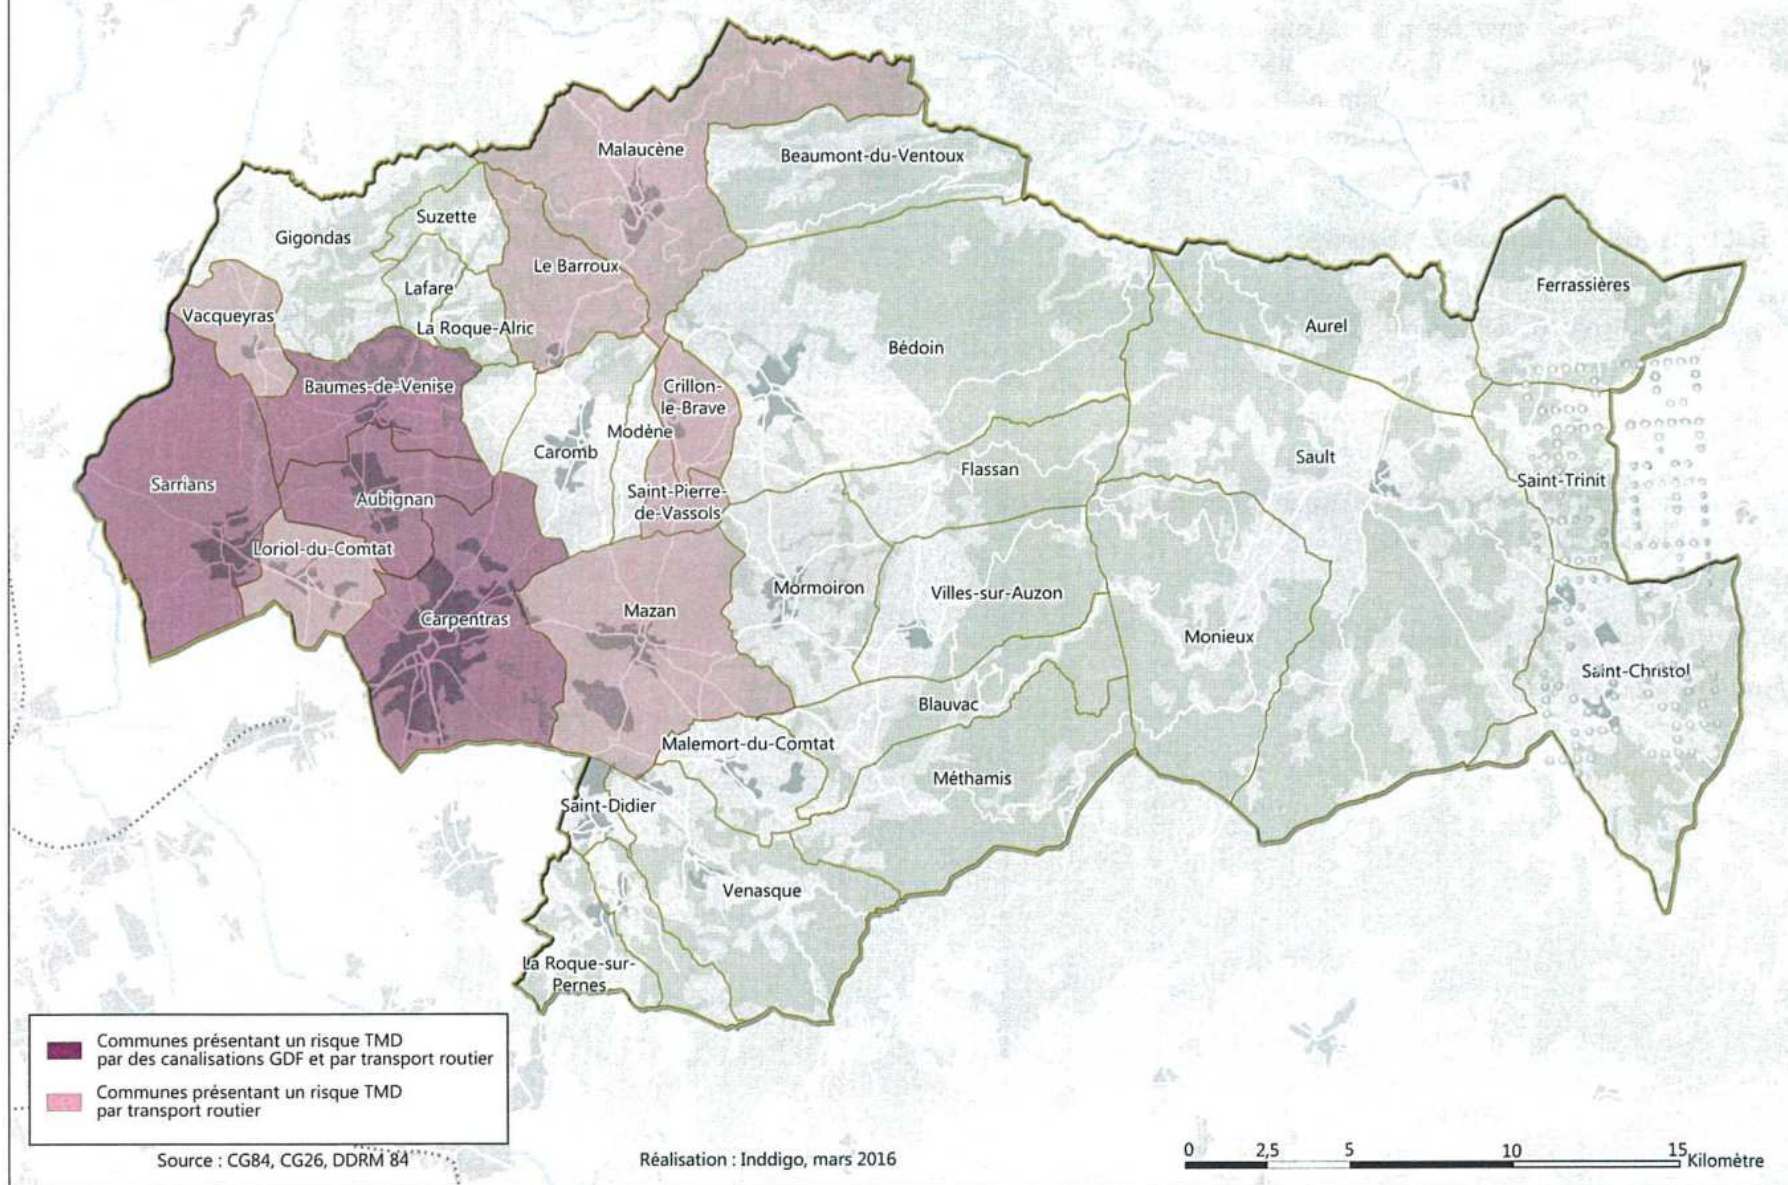 Malaucène
Beaumont-du-Ventoux
Suzette
Gigondas
Le Barroux
Ferrassières
Lafare
Vacqueyras
La Roque-Alric
Aurel
Bédoin
Baumes-de-Venise
Crillon-
le-Brave
Modène
Caromb
Sault
Flassan
Sarrians
Saint-Trinit
Aubignan
Saint-Pierre-
de-Vassols
Loriol-du-Comtat
Mormoiron
Villes-sur-Auzon
Mazan
Carpentras
Monieux
Saint-Christol
Blauvac
Malemort-du-Comtat
Méthamis
Saint-Didier
Venasque
La Roque-sur-
Pernes
Communes présentant un risque TMD
par des canalisations GDF et par transport routier
Communes présentant un risque TMD
par transport routier
Source : CG84, CG26, DDRM 84
Réalisation : Inddigo, mars 2016
0 2,5 5 10 15
Kilomètre